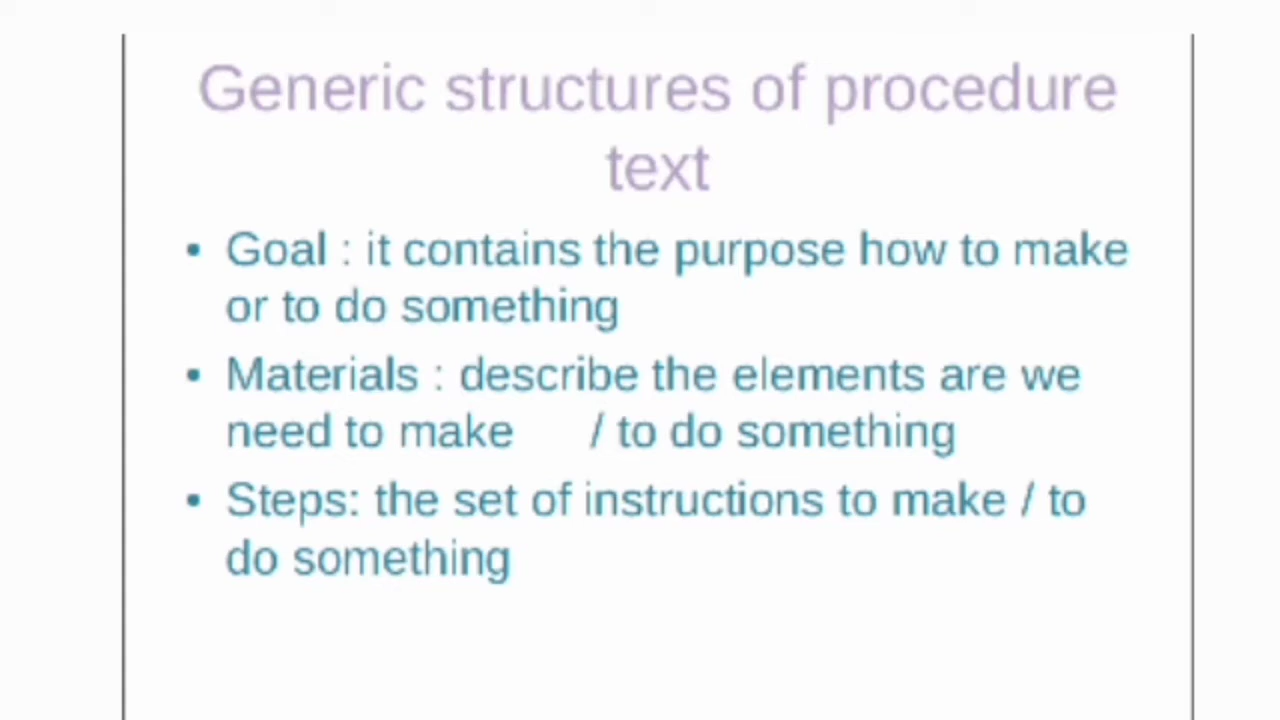 Generic structures of procedure
text
• Goal : it contains the purpose how to make
or to do something
• Materials : describe the elements are we
need to make / to do something
• Steps: the set of instructions to make / to
do something